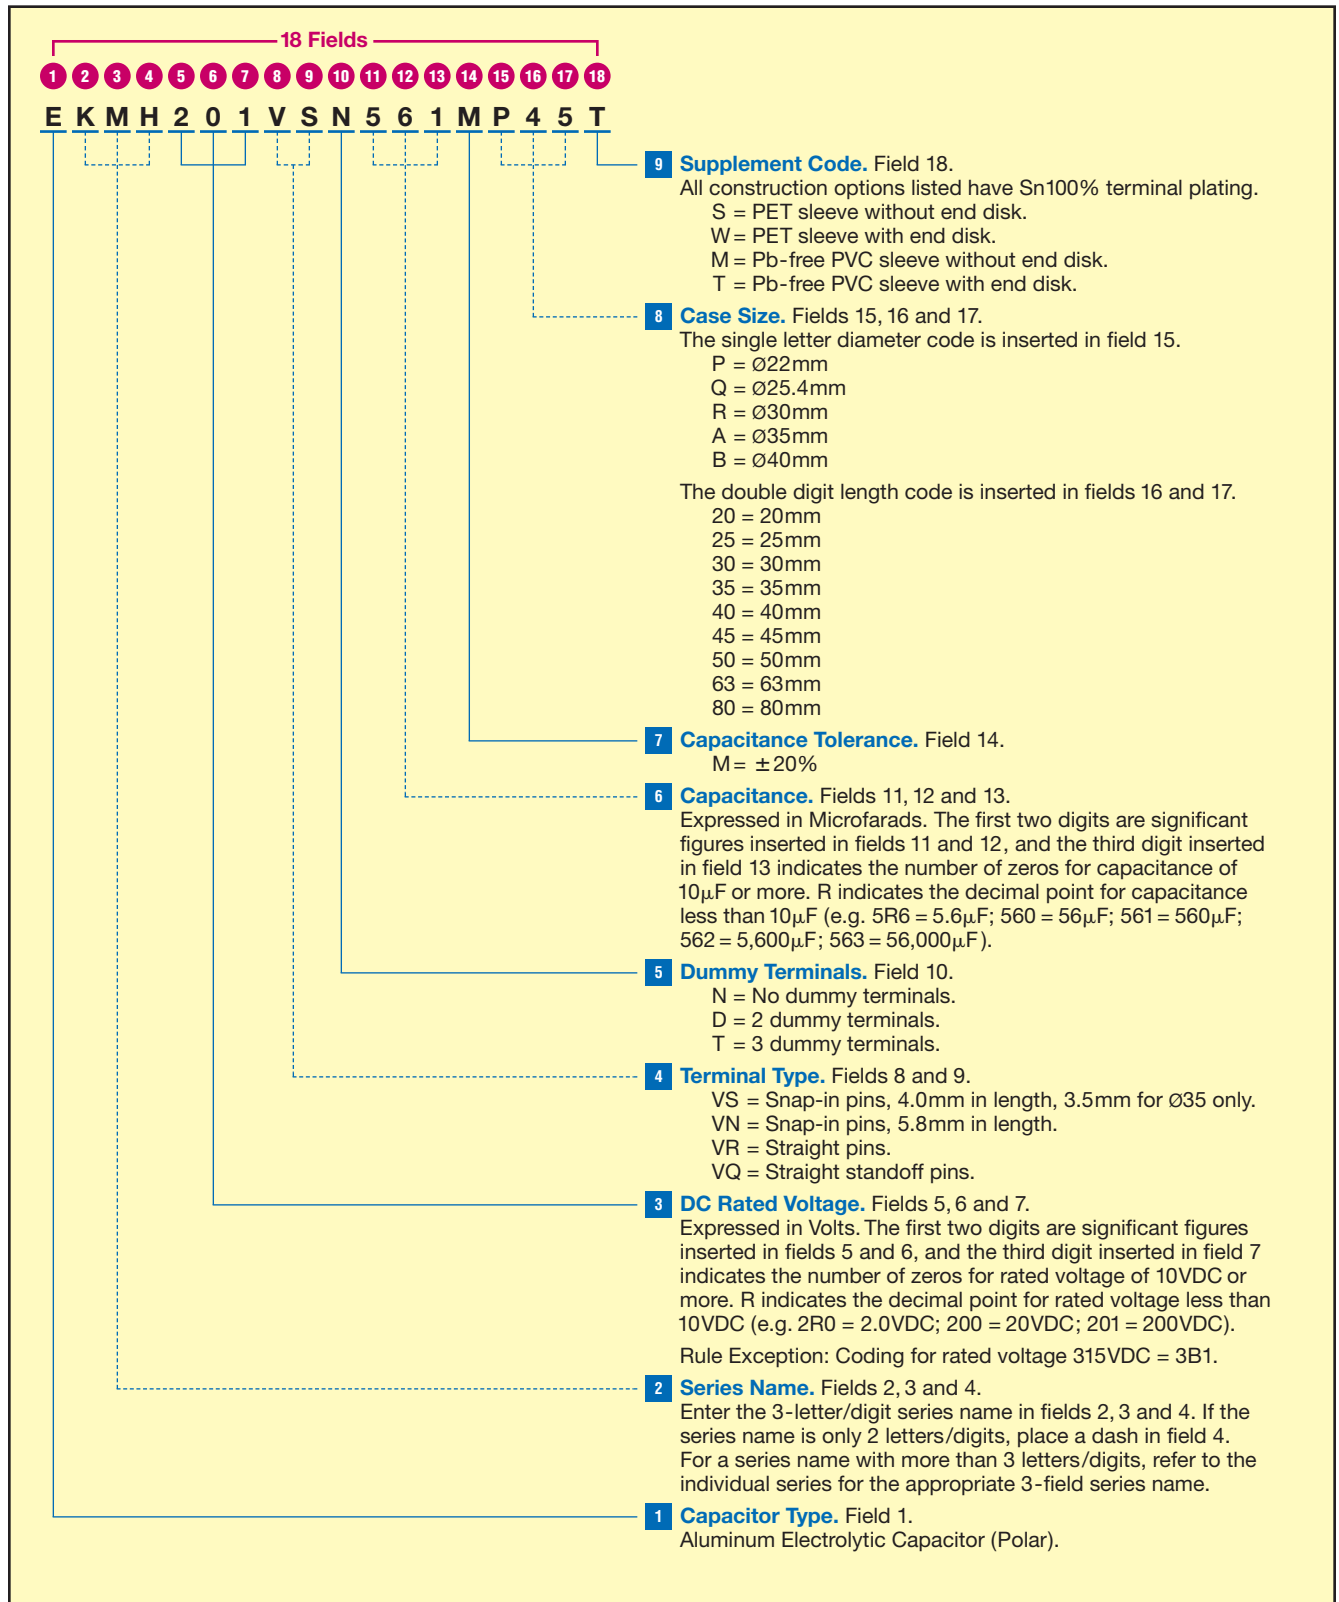 18 Fields
1 2 3 4 5 6 7 8 9 10 11 12 13 14 15 16 17 18
E K M H 2 0 1 V S N 5 6 1 M P 4 5 T
9 Supplement Code. Field 18.
All construction options listed have Sn100% terminal plating.
S = PET sleeve without end disk.
W = PET sleeve with end disk.
M = Pb-free PVC sleeve without end disk.
T = Pb-free PVC sleeve with end disk.
8 Case Size. Fields 15, 16 and 17.
The single letter diameter code is inserted in field 15.
P = Ø22mm
Q = Ø25.4mm
R = Ø30mm
A = Ø35mm
B = Ø40mm
The double digit length code is inserted in fields 16 and 17.
20 = 20mm
25 = 25mm
30 = 30mm
35 = 35mm
40 = 40mm
45 = 45mm
50 = 50mm
63 = 63mm
80 = 80mm
7 Capacitance Tolerance. Field 14.
M = ±20%
6 Capacitance. Fields 11, 12 and 13.
Expressed in Microfarads. The first two digits are significant
figures inserted in fields 11 and 12, and the third digit inserted
in field 13 indicates the number of zeros for capacitance of
10µF or more. R indicates the decimal point for capacitance
less than 10µF (e.g. 5R6 = 5.6µF; 560 = 56µF; 561 = 560µF;
562 = 5,600µF; 563 = 56,000µF).
5 Dummy Terminals. Field 10.
N = No dummy terminals.
D = 2 dummy terminals.
T = 3 dummy terminals.
4 Terminal Type. Fields 8 and 9.
VS = Snap-in pins, 4.0mm in length, 3.5mm for Ø35 only.
VN = Snap-in pins, 5.8mm in length.
VR = Straight pins.
VQ = Straight standoff pins.
3 DC Rated Voltage. Fields 5, 6 and 7.
Expressed in Volts. The first two digits are significant figures
inserted in fields 5 and 6, and the third digit inserted in field 7
indicates the number of zeros for rated voltage of 10VDC or
more. R indicates the decimal point for rated voltage less than
10VDC (e.g. 2R0 = 2.0VDC; 200 = 20VDC; 201 = 200VDC).
Rule Exception: Coding for rated voltage 315VDC = 3B1.
2 Series Name. Fields 2, 3 and 4.
Enter the 3-letter/digit series name in fields 2, 3 and 4. If the
series name is only 2 letters/digits, place a dash in field 4.
For a series name with more than 3 letters/digits, refer to the
individual series for the appropriate 3-field series name.
1 Capacitor Type. Field 1.
Aluminum Electrolytic Capacitor (Polar).